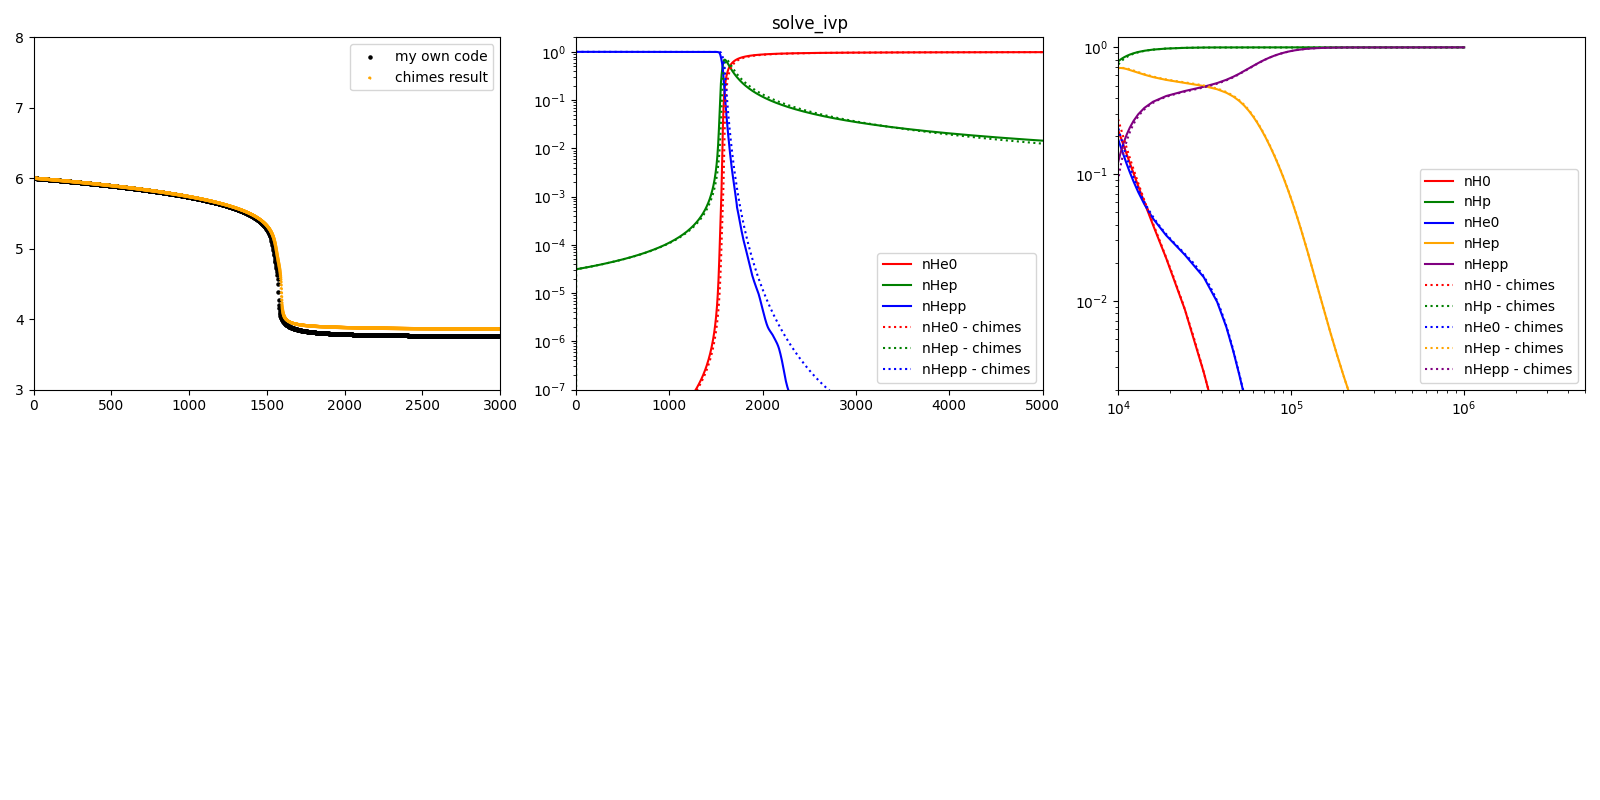 solve_ivp
8
7
6
5
4
3
0
500
1000
1500
2000
2500
3000
my own code
chimes result
10^0
10^-1
10^-2
10^-3
10^-4
10^-5
10^-6
10^-7
0
1000
2000
3000
4000
5000
nHe0
nHep
nHepp
nHe0 - chimes
nHep - chimes
nHepp - chimes
10^0
10^-1
10^-2
10^4
10^5
10^6
nH0
nHp
nHe0
nHep
nHepp
nH0 - chimes
nHp - chimes
nHe0 - chimes
nHep - chimes
nHepp - chimes